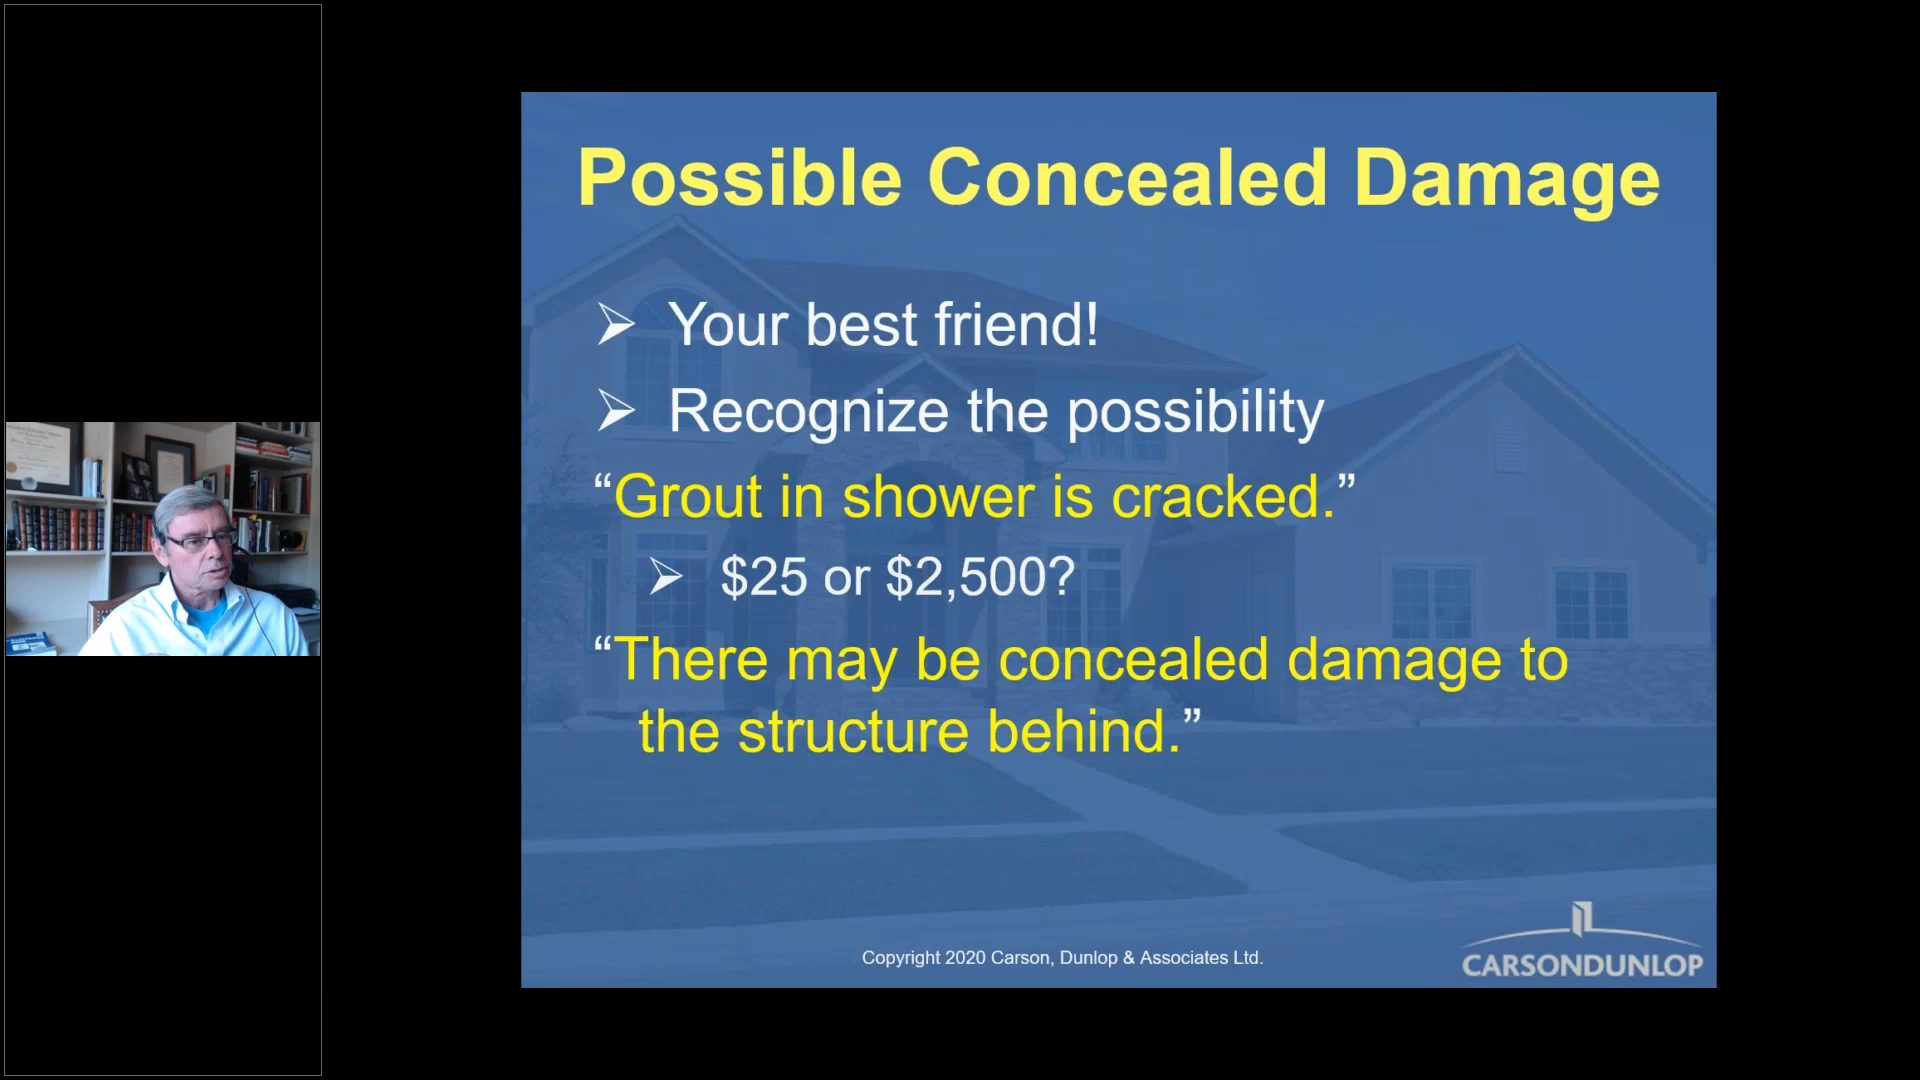 Possible Concealed Damage
➢ Your best friend!
➢ Recognize the possibility
“Grout in shower is cracked.”
➢ $25 or $2,500?
“There may be concealed damage to
the structure behind.”
Copyright 2020 Carson, Dunlop & Associates Ltd.
CARSONDUNLOP